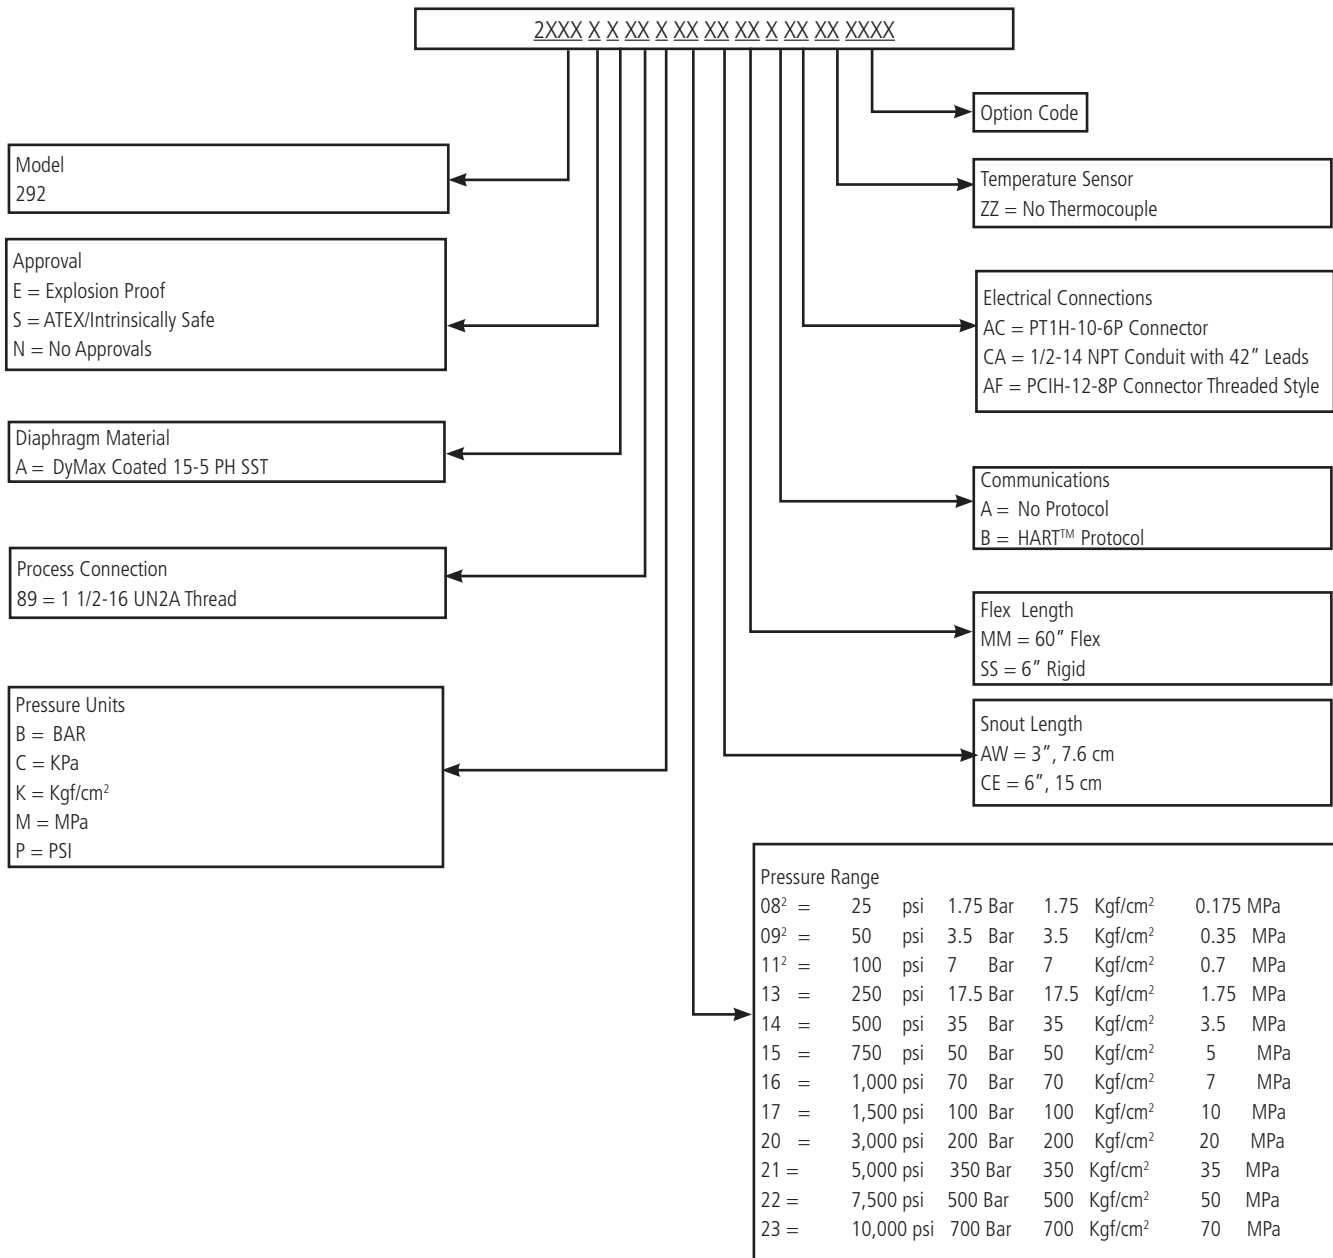 2XXX X X XX X XX XX XX X XX XX XXXX
Option Code
Model
292
Temperature Sensor
ZZ = No Thermocouple
Approval
E = Explosion Proof
S = ATEX/Intrinsically Safe
N = No Approvals
Electrical Connections
AC = PT1H-10-6P Connector
CA = 1/2-14 NPT Conduit with 42" Leads
AF = PCIH-12-8P Connector Threaded Style
Diaphragm Material
A = DyMax Coated 15-5 PH SST
Communications
A = No Protocol
B = HART™ Protocol
Process Connection
89 = 1 1/2-16 UN2A Thread
Flex Length
MM = 60" Flex
SS = 6" Rigid
Pressure Units
B = BAR
C = KPa
K = Kgf/cm²
M = MPa
P = PSI
Snout Length
AW = 3", 7.6 cm
CE = 6", 15 cm
Pressure Range
08² = 25 psi 1.75 Bar 1.75 Kgf/cm² 0.175 MPa
09² = 50 psi 3.5 Bar 3.5 Kgf/cm² 0.35 MPa
11² = 100 psi 7 Bar 7 Kgf/cm² 0.7 MPa
13 = 250 psi 17.5 Bar 17.5 Kgf/cm² 1.75 MPa
14 = 500 psi 35 Bar 35 Kgf/cm² 3.5 MPa
15 = 750 psi 50 Bar 50 Kgf/cm² 5 MPa
16 = 1,000 psi 70 Bar 70 Kgf/cm² 7 MPa
17 = 1,500 psi 100 Bar 100 Kgf/cm² 10 MPa
20 = 3,000 psi 200 Bar 200 Kgf/cm² 20 MPa
21 = 5,000 psi 350 Bar 350 Kgf/cm² 35 MPa
22 = 7,500 psi 500 Bar 500 Kgf/cm² 50 MPa
23 = 10,000 psi 700 Bar 700 Kgf/cm² 70 MPa